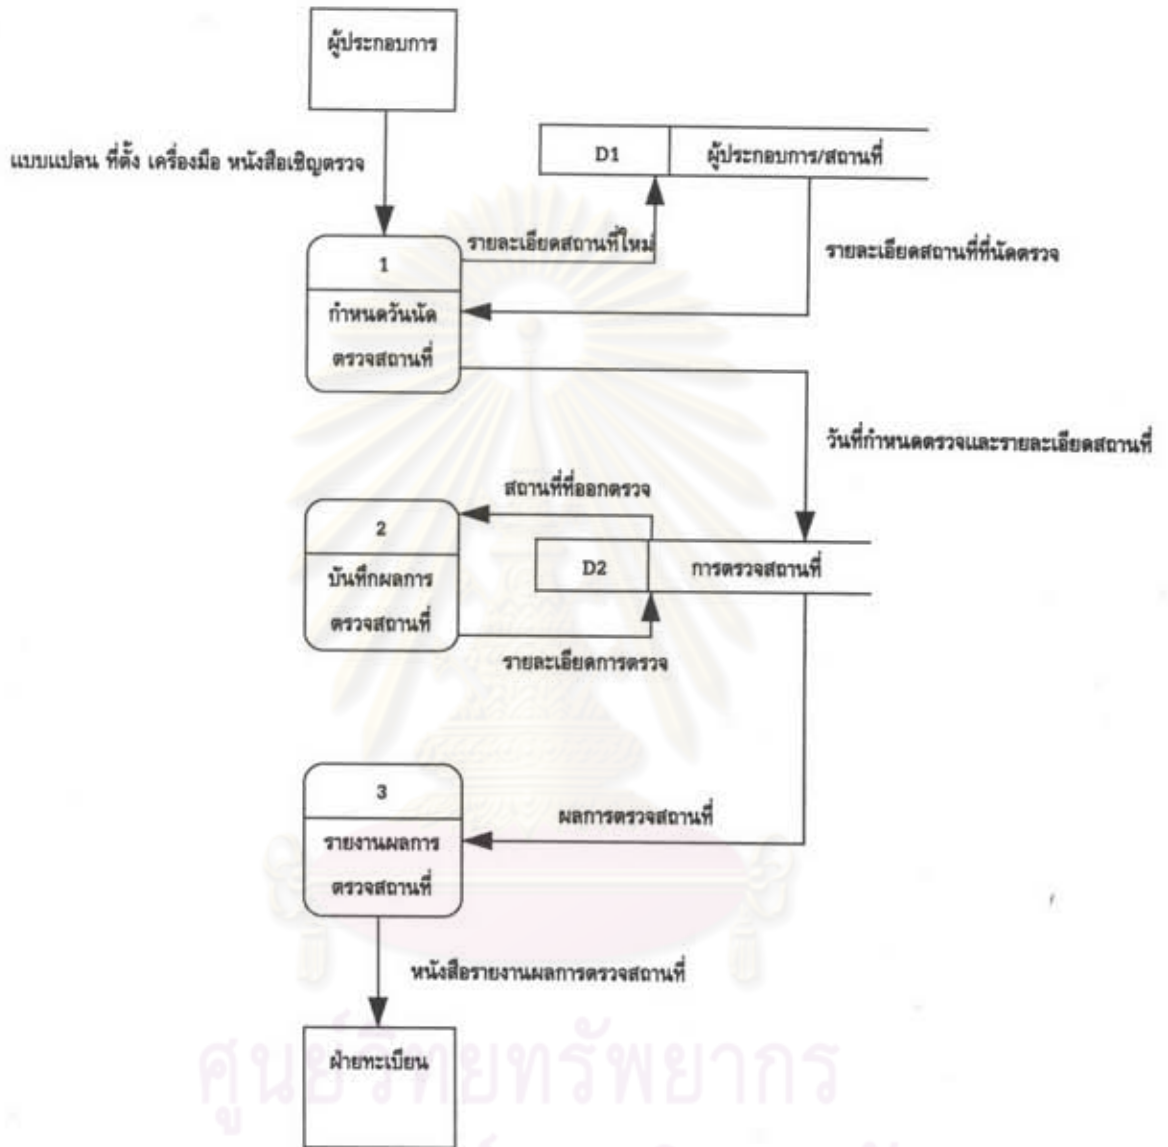 ผู้ประกอบการ
แบบแปลน ที่ตั้ง เครื่องมือ หนังสือเชิญตรวจ
D1 ผู้ประกอบการ/สถานที่
รายละเอียดสถานที่ใหม่
รายละเอียดสถานที่ที่นัดตรวจ
1
กำหนดวันนัด
ตรวจสถานที่
วันที่กำหนดตรวจและรายละเอียดสถานที่
สถานที่ที่ออกตรวจ
2
บันทึกผลการ
ตรวจสถานที่
D2 การตรวจสถานที่
รายละเอียดการตรวจ
3
รายงานผลการ
ตรวจสถานที่
ผลการตรวจสถานที่
หนังสือรายงานผลการตรวจสถานที่
ฝ่ายทะเบียน
ศูนย์วิทยทรัพยากร